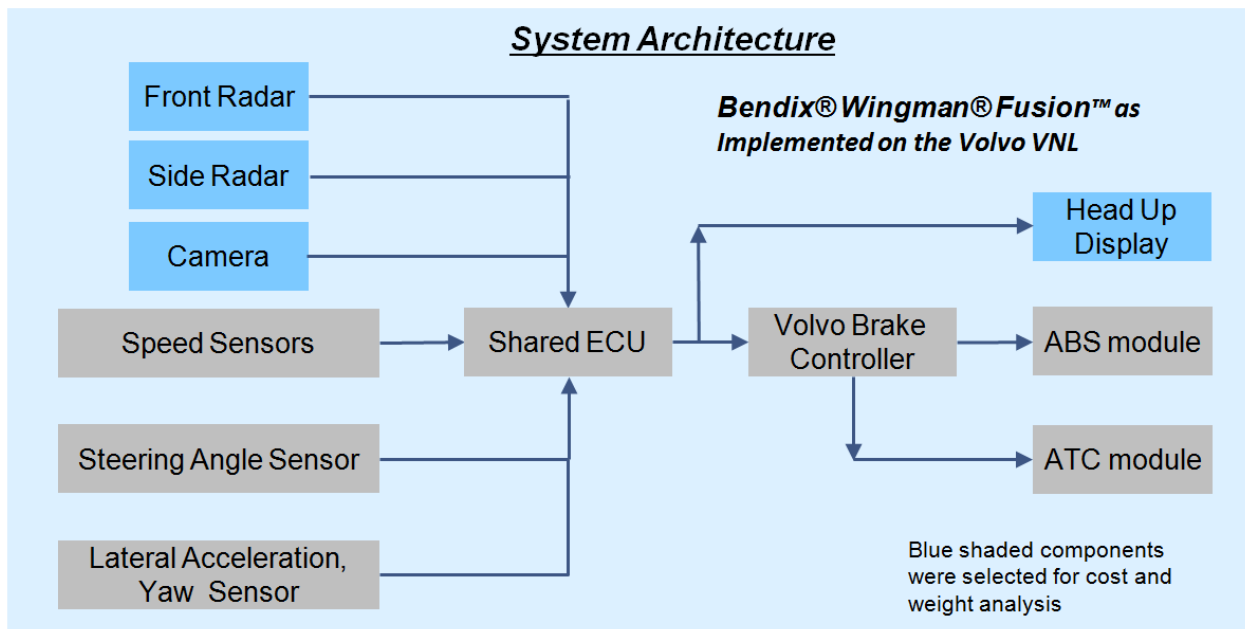 System Architecture
Front Radar
Bendix® Wingman® Fusion™ as
Implemented on the Volvo VNL
Side Radar
Head Up
Display
Camera
Speed Sensors
Shared ECU
Volvo Brake
Controller
ABS module
Steering Angle Sensor
ATC module
Lateral Acceleration,
Yaw Sensor
Blue shaded components
were selected for cost and
weight analysis